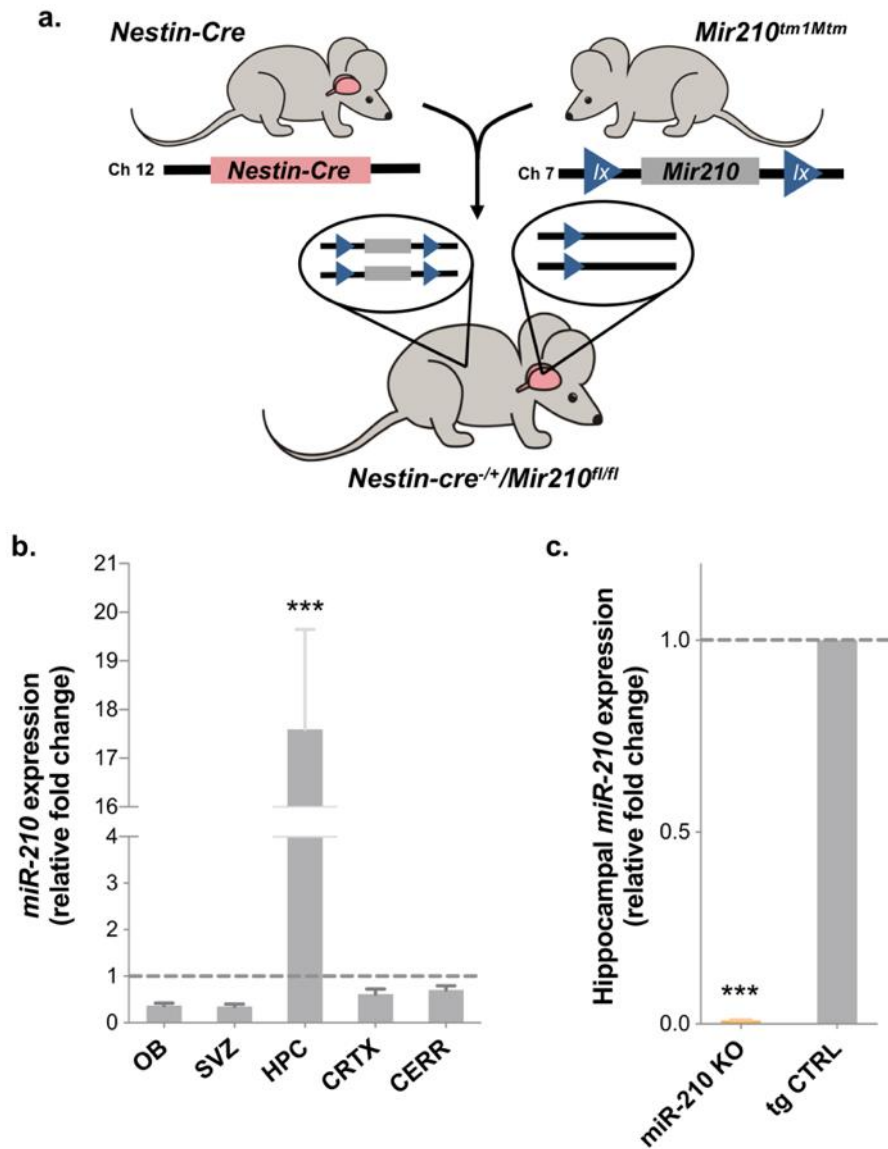 a.
Nestin-Cre
Mir210tm1Mtm
Ch 12
Nestin-Cre
Ch 7
lx
Mir210
lx
Nestin-cre-/+/Mir210fl/fl
b.
miR-210 expression
(relative fold change)
21
20
19
18
17
16
4
3
2
1
0
***
OB
SVZ
HPC
CRTX
CERR
c.
Hippocampal miR-210 expression
(relative fold change)
1.0
0.5
0.0
***
miR-210 KO
tg CTRL